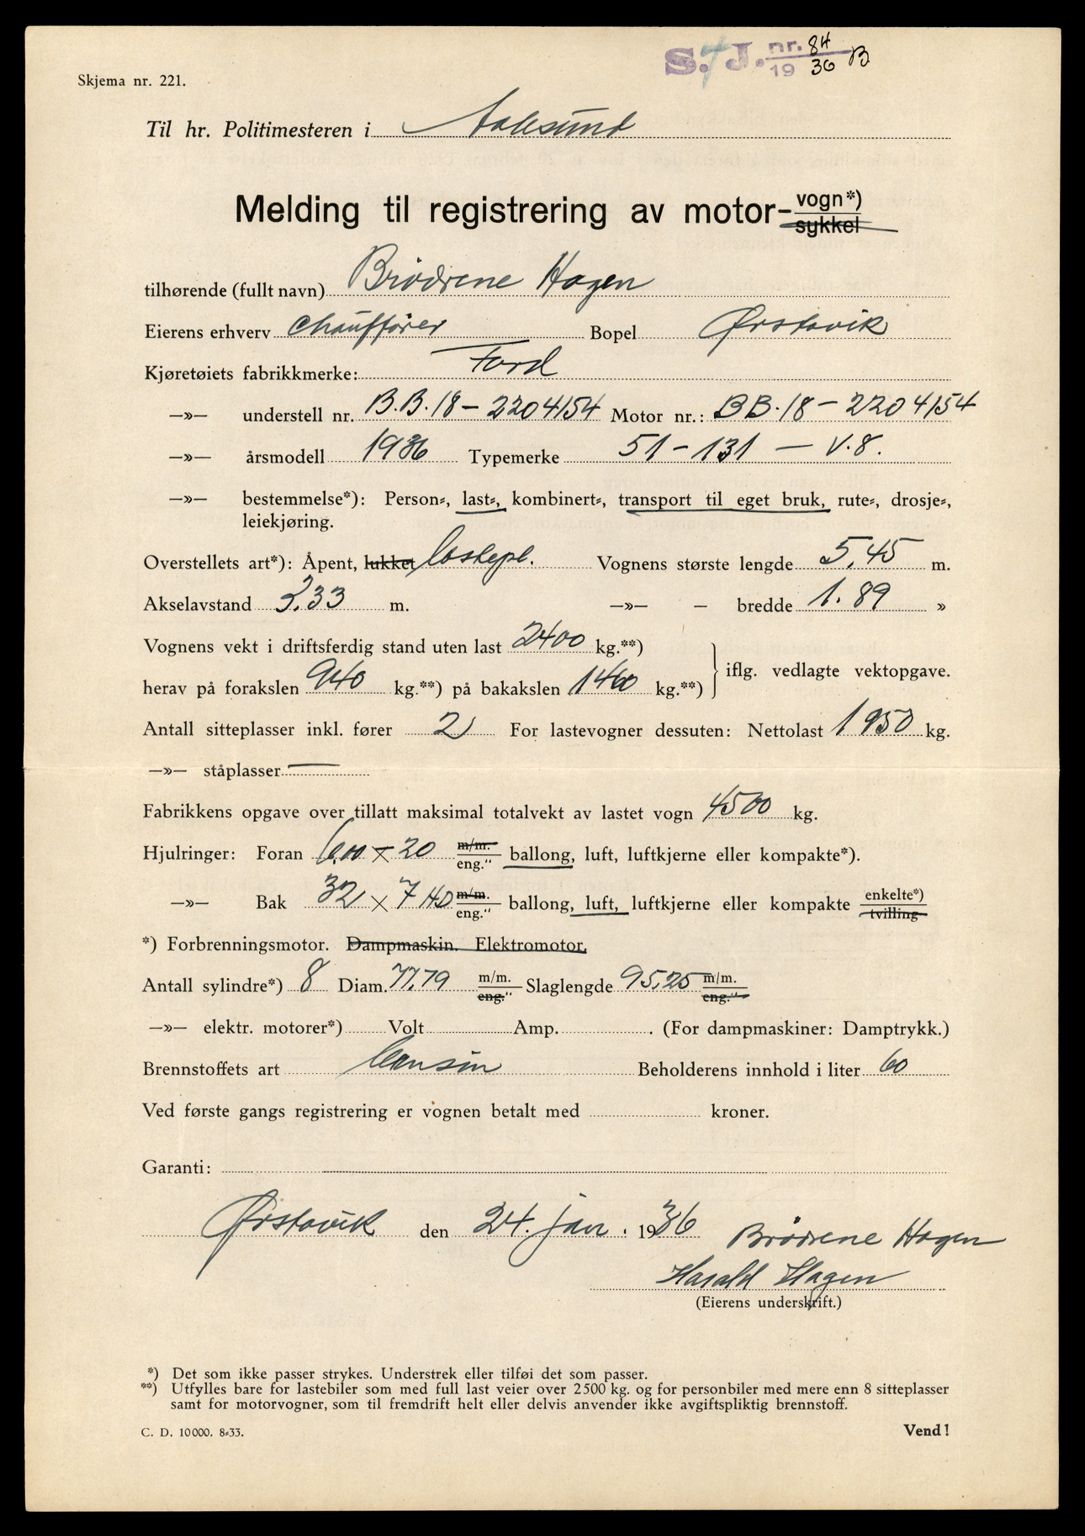 S. J. nr. 84 B
19 36
Skjema nr. 221.
Til hr. Politimesteren i Aalesund
Melding til registrering av motor-vogn*)
sykkel
tilhørende (fullt navn) Brödrene Hagen
Eierens erhverv chauffører Bopel Ørstavik
Kjøretøiets fabrikkmerke: Ford
—»— understell nr. B.B.18-2204154 Motor nr.: BB.18-2204154
—»— årsmodell 1936 Typemerke 51-131 — V.8.
—»— bestemmelse*): Person-, last-, kombinert-, transport til eget bruk, rute-, drosje-,
leiekjøring.
Overstellets art*): Åpent, lukket lastepl. Vognens største lengde 5,45 m.
Akselavstand 3.33 m. —»— — bredde 1.89 »
Vognens vekt i driftsferdig stand uten last 2400 kg.**)
herav på forakslen 940 kg.**) på bakakslen 1460 kg.**) iflg. vedlagte vektopgave.
Antall sitteplasser inkl. fører 2 For lastevogner dessuten: Nettolast 1950 kg.
—»— ståplasser —
Fabrikkens opgave over tillatt maksimal totalvekt av lastet vogn 4500 kg.
Hjulringer: Foran 6.00 × 20 m/m. eng." ballong, luft, luftkjerne eller kompakte*).
—»— Bak 32 × 7 HD m/m. eng." ballong, luft, luftkjerne eller kompakte enkelte*) tvilling
*) Forbrenningsmotor. Dampmaskin. Elektromotor.
Antall sylindre*) 8 Diam. 77.79 m/m. eng." Slaglengde 95.25 m/m. eng."
—»— elektr. motorer*) Volt Amp. . (For dampmaskiner: Damptrykk.)
Brennstoffets art Bensin Beholderens innhold i liter 60
Ved første gangs registrering er vognen betalt med kroner.
Garanti:
Ørstavik den 24. jan. 1936 Brödrene Hagen
Harald Hagen
(Eierens underskrift.)
*) Det som ikke passer strykes. Understrek eller tilføi det som passer.
**) Utfylles bare for lastebiler som med full last veier over 2500 kg. og for personbiler med mere enn 8 sitteplasser
samt for motorvogner, som til fremdrift helt eller delvis anvender ikke avgiftspliktig brennstoff.
C. D. 10000. 8-33. Vend!